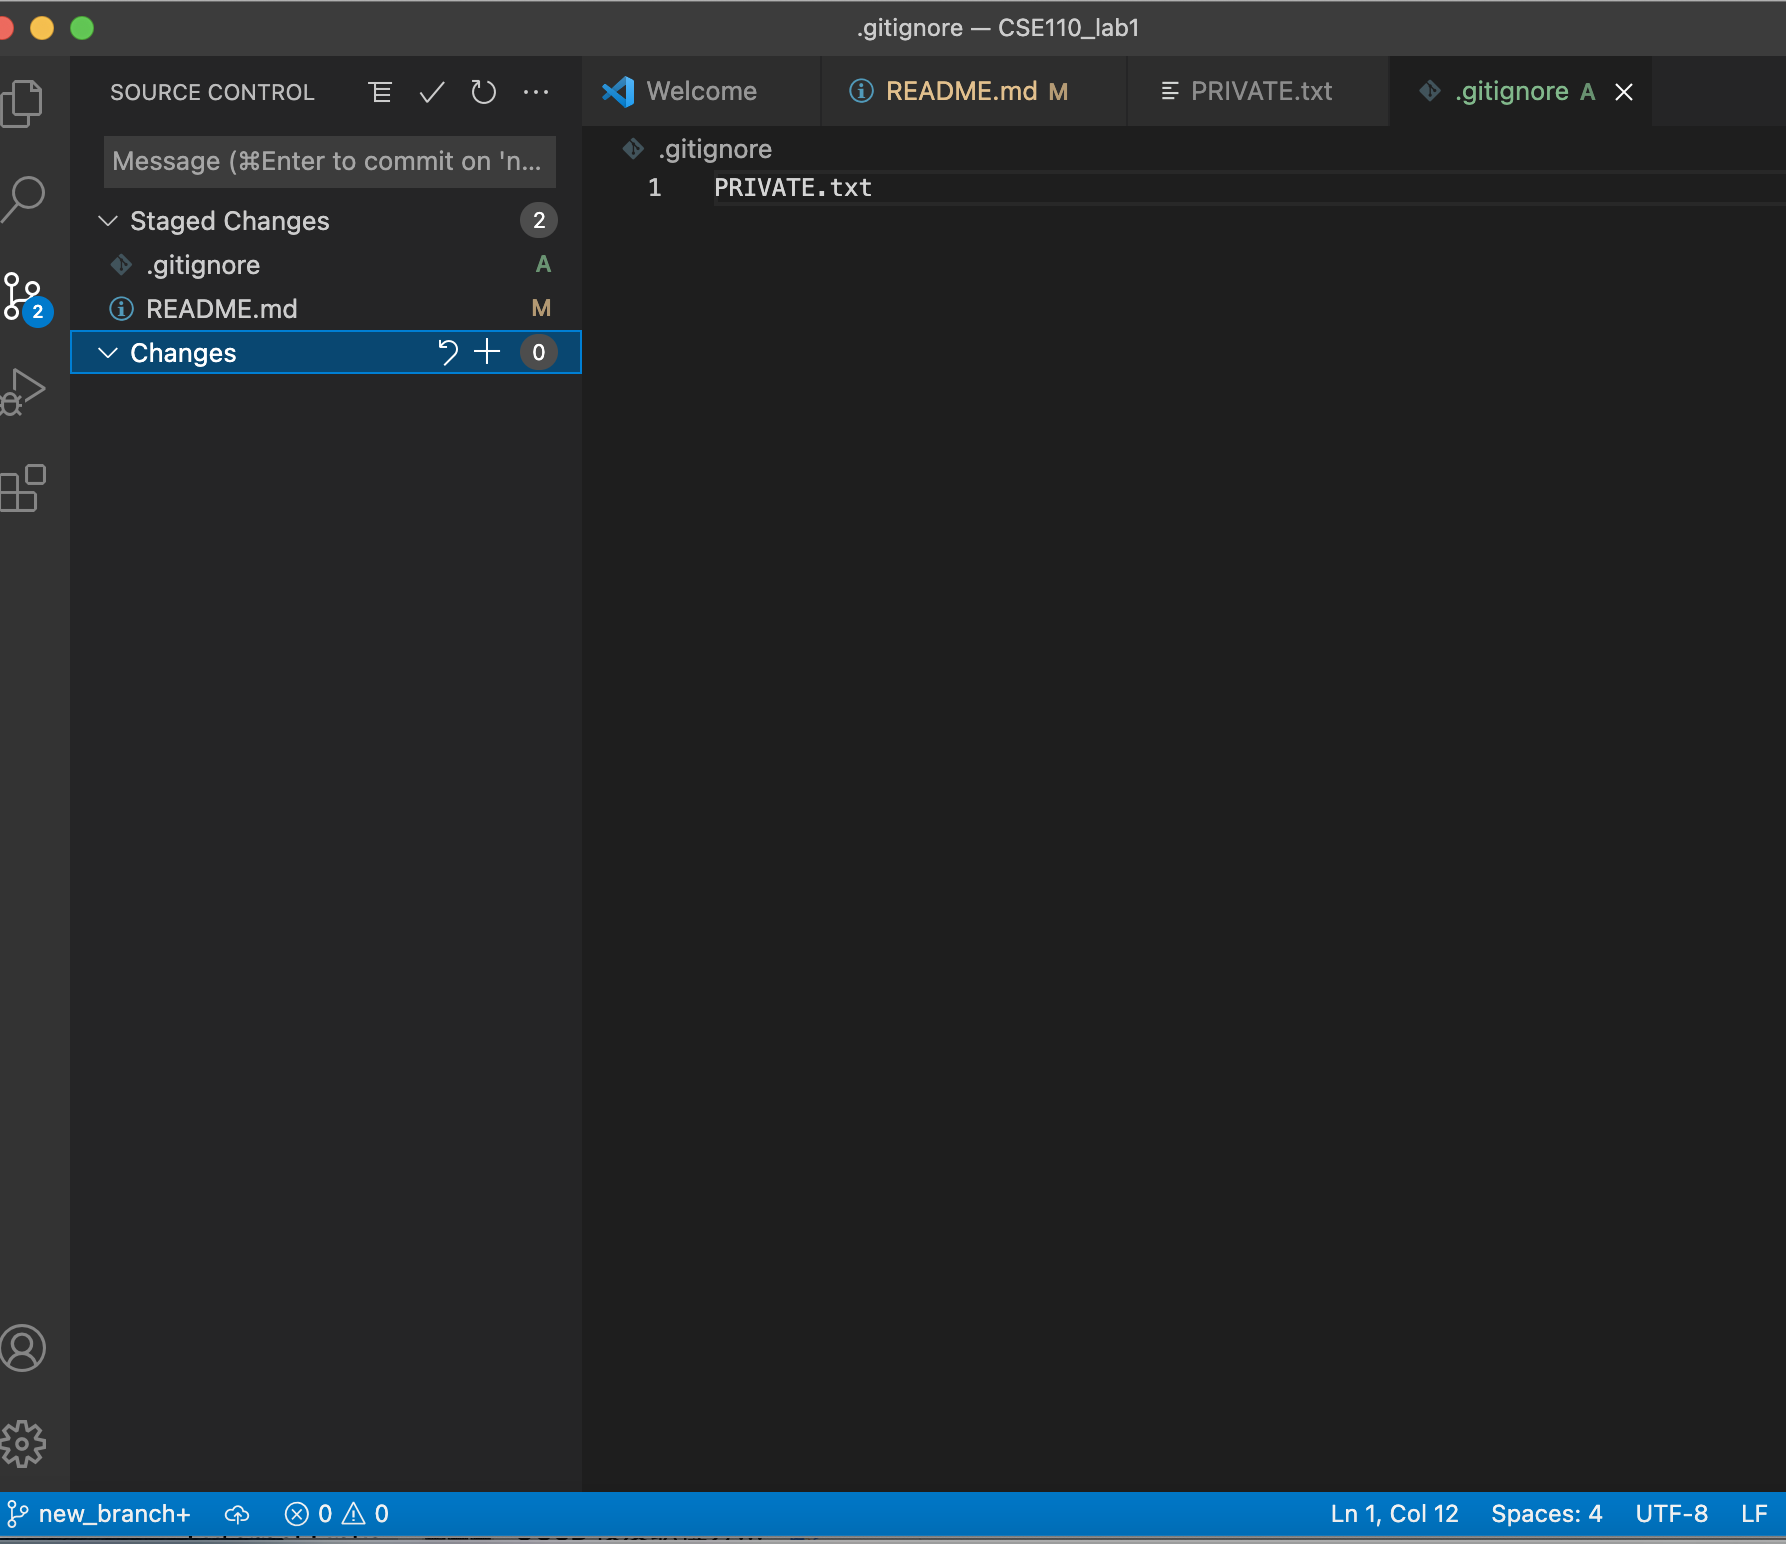 .gitignore — CSE110_lab1
SOURCE CONTROL
Welcome
README.md M
PRIVATE.txt
.gitignore A
Message (⌘Enter to commit on 'n...
.gitignore
1 PRIVATE.txt
Staged Changes 2
.gitignore A
README.md M
2
Changes 0
new_branch+
0
0
Ln 1, Col 12
Spaces: 4
UTF-8
LF